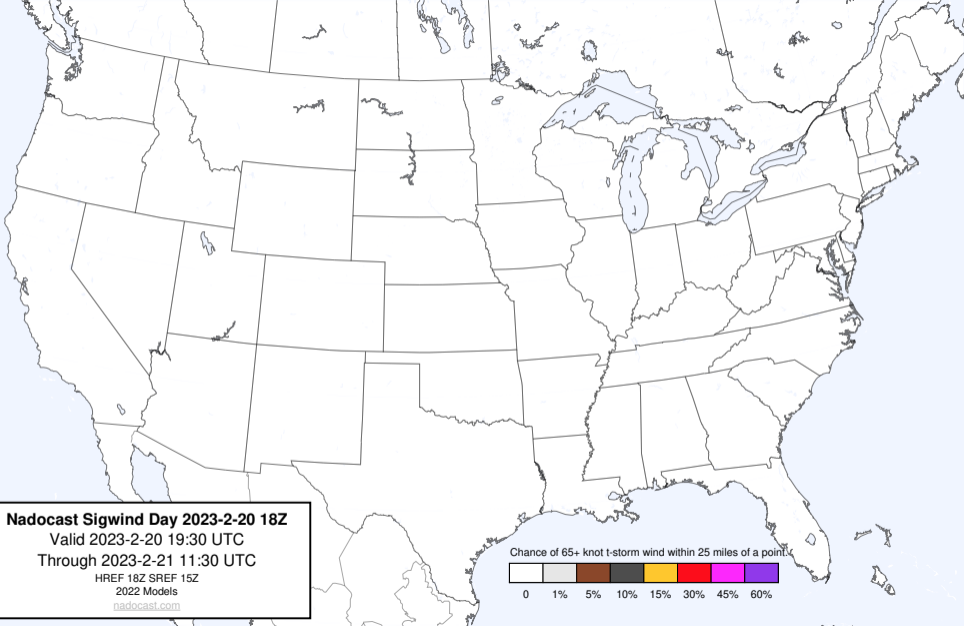 Nadocast Sigwind Day 2023-2-20 18Z
Valid 2023-2-20 19:30 UTC
Through 2023-2-21 11:30 UTC
HREF 18Z SREF 15Z
2022 Models
nadocast.com
Chance of 65+ knot t-storm wind within 25 miles of a point.
0 1% 5% 10% 15% 30% 45% 60%